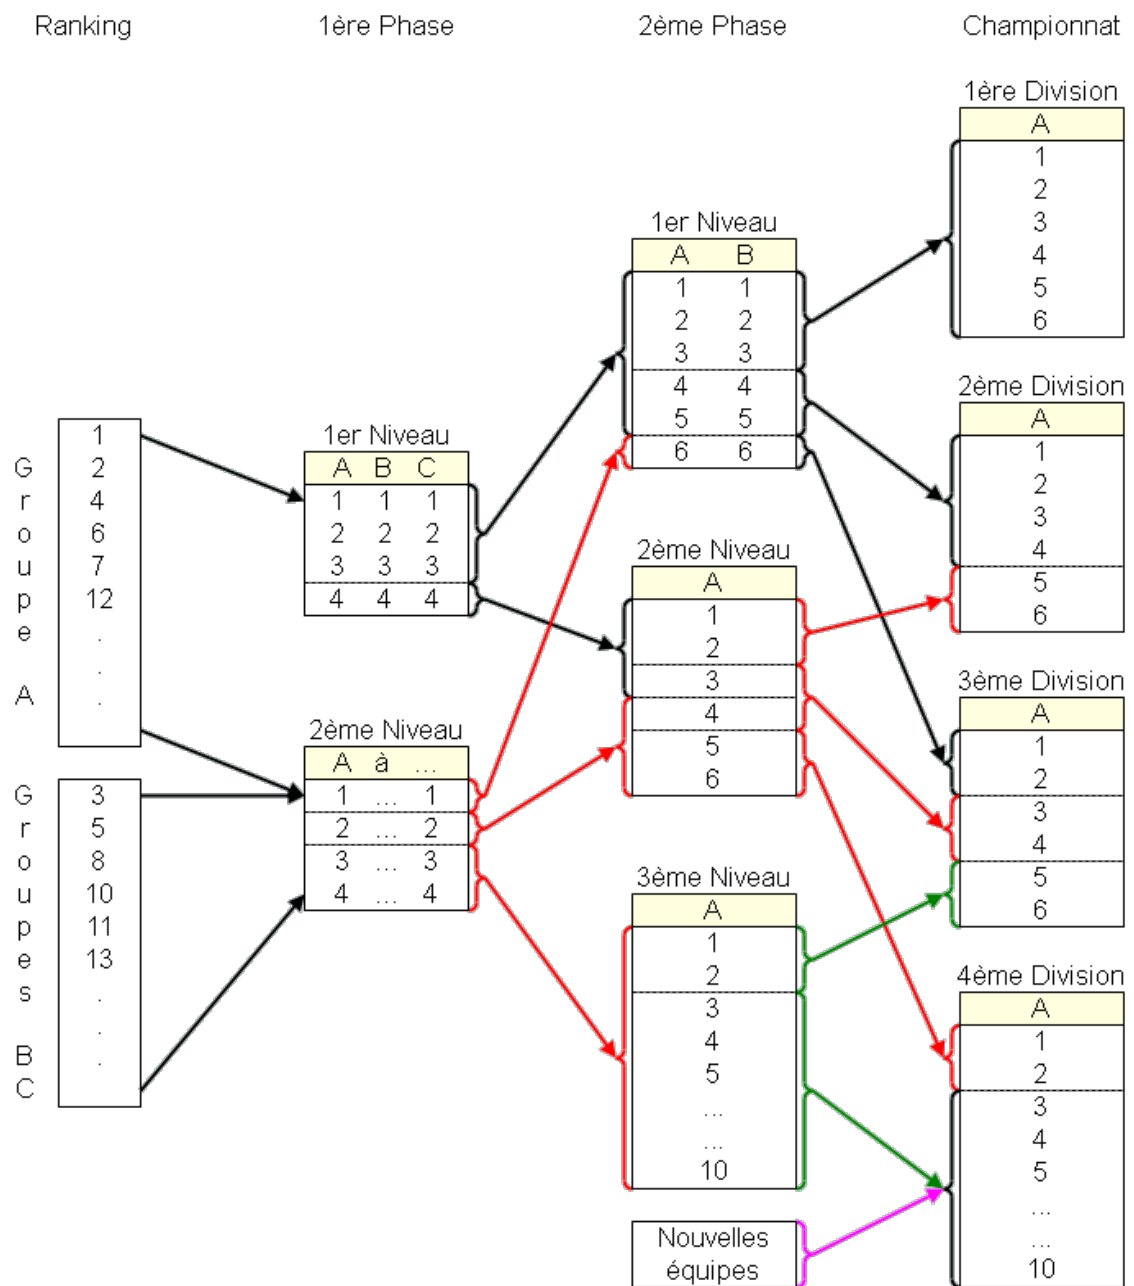 Ranking 1ère Phase 2ème Phase Championnat
Groupe A
1
2
4
6
7
12
.
.
.
Groupes BC
3
5
8
10
11
13
.
.
.
1er Niveau
A B C
1 1 1
2 2 2
3 3 3
4 4 4
2ème Niveau
A à ...
1 ... 1
2 ... 2
3 ... 3
4 ... 4
1er Niveau
A B
1 1
2 2
3 3
4 4
5 5
6 6
2ème Niveau
A
1
2
3
4
5
6
3ème Niveau
A
1
2
3
4
5
...
...
10
Nouvelles
équipes
1ère Division
A
1
2
3
4
5
6
2ème Division
A
1
2
3
4
5
6
3ème Division
A
1
2
3
4
5
6
4ème Division
A
1
2
3
4
5
...
...
10